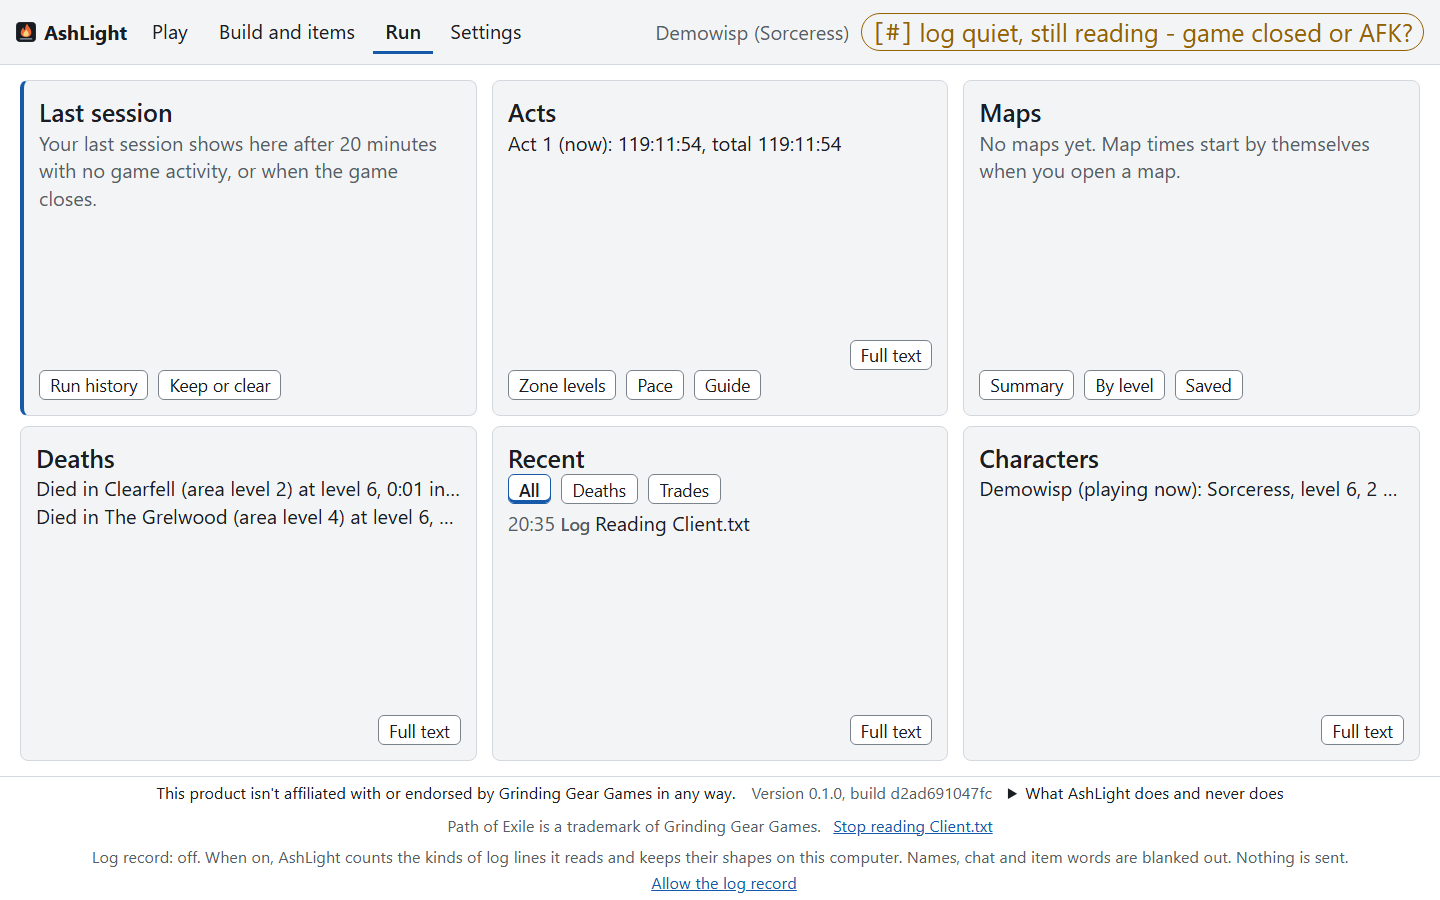 AshLight Play Build and items Run Settings Demowisp (Sorceress) [#] log quiet, still reading - game closed or AFK?
Last session
Your last session shows here after 20 minutes
with no game activity, or when the game
closes.
Run history Keep or clear
Acts
Act 1 (now): 119:11:54, total 119:11:54
Full text
Zone levels Pace Guide
Maps
No maps yet. Map times start by themselves
when you open a map.
Summary By level Saved
Deaths
Died in Clearfell (area level 2) at level 6, 0:01 in...
Died in The Grelwood (area level 4) at level 6, ...
Full text
Recent
All Deaths Trades
20:35 Log Reading Client.txt
Full text
Characters
Demowisp (playing now): Sorceress, level 6, 2 ...
Full text
This product isn't affiliated with or endorsed by Grinding Gear Games in any way. Version 0.1.0, build d2ad691047fc ▶ What AshLight does and never does
Path of Exile is a trademark of Grinding Gear Games. Stop reading Client.txt
Log record: off. When on, AshLight counts the kinds of log lines it reads and keeps their shapes on this computer. Names, chat and item words are blanked out. Nothing is sent.
Allow the log record